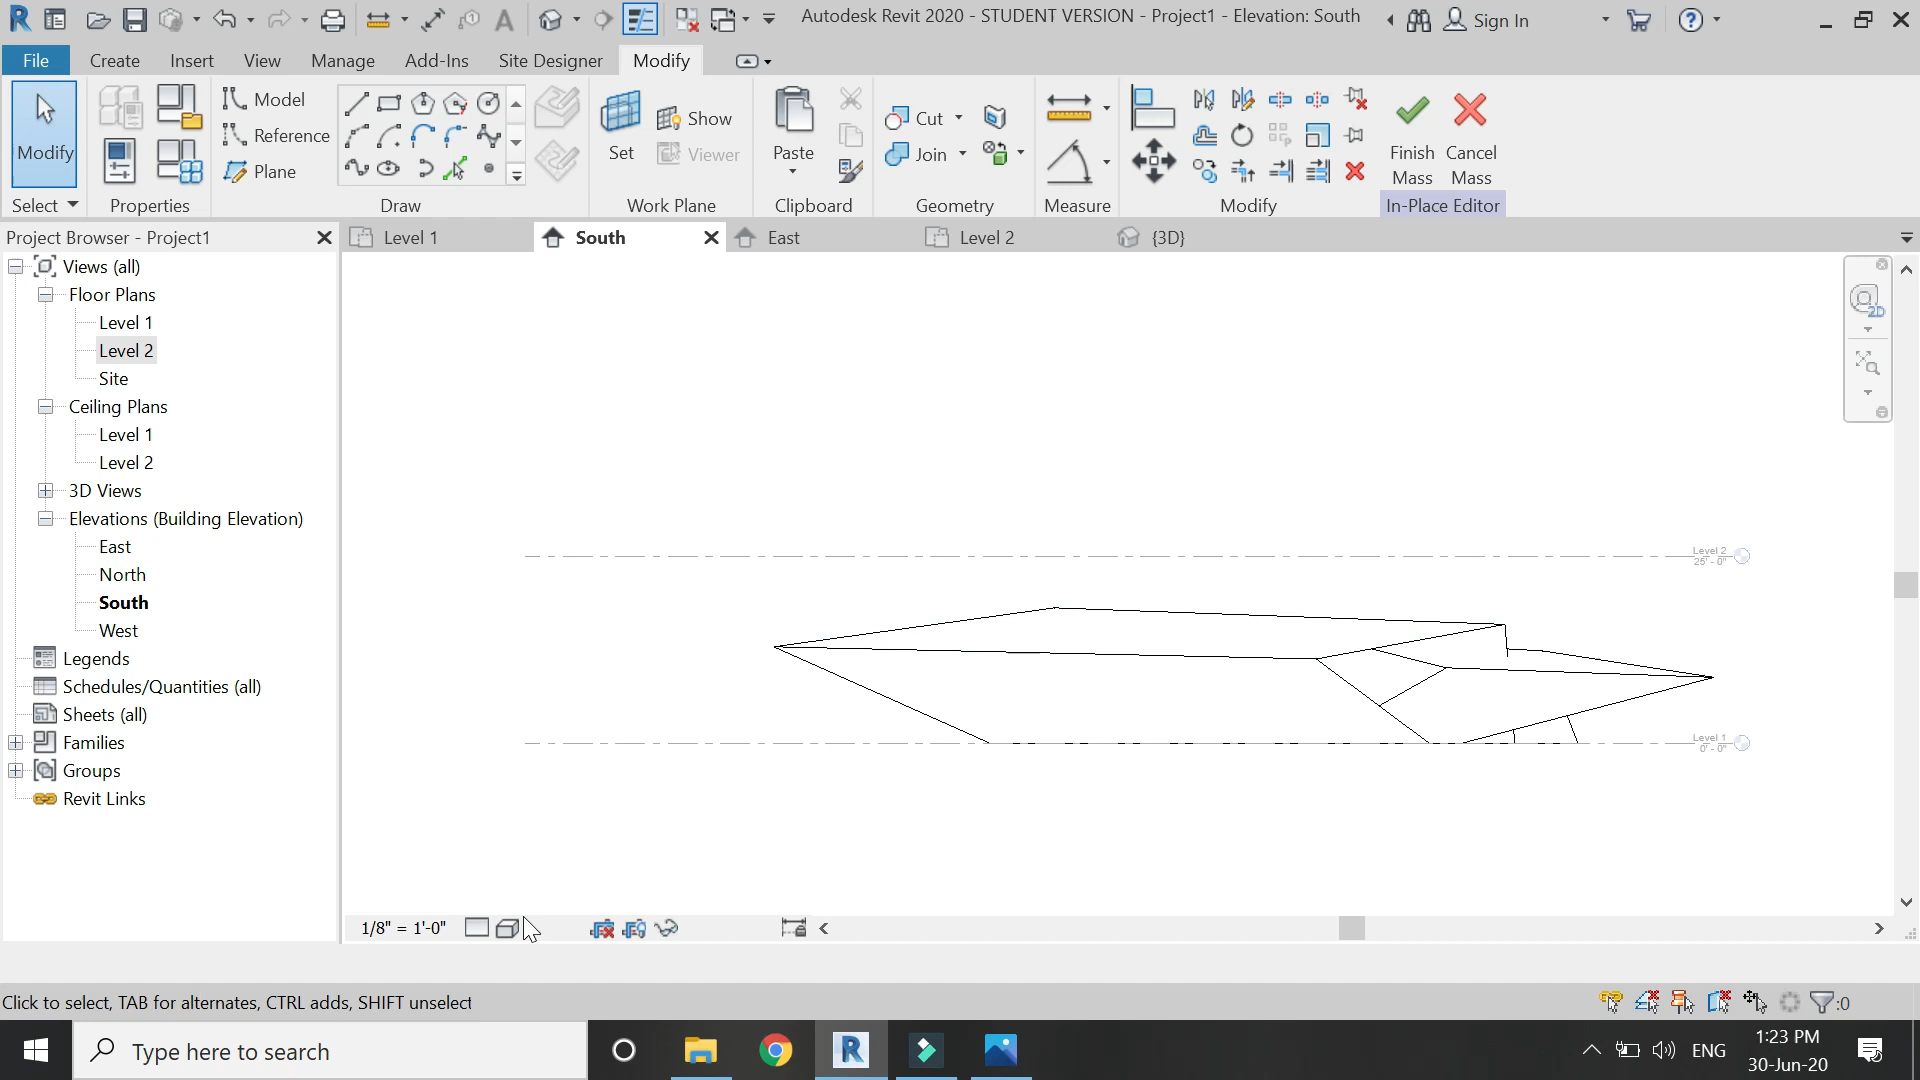 Autodesk Revit 2020 - STUDENT VERSION - Project1 - Elevation: South
Sign In
File
Create
Insert
View
Manage
Add-Ins
Site Designer
Modify
Modify
Model
Reference
Plane
Set
Show
Viewer
Paste
Cut
Join
Finish Mass
Cancel Mass
Select
Properties
Draw
Work Plane
Clipboard
Geometry
Measure
Modify
In-Place Editor
Project Browser - Project1
Level 1
South
East
Level 2
{3D}
Views (all)
Floor Plans
Level 1
Level 2
Site
Ceiling Plans
Level 1
Level 2
3D Views
Elevations (Building Elevation)
East
North
South
West
Legends
Schedules/Quantities (all)
Sheets (all)
Families
Groups
Revit Links
2D
Level 2
25' - 0"
Level 1
0' - 0"
1/8" = 1'-0"
Click to select, TAB for alternates, CTRL adds, SHIFT unselect
:0
Type here to search
ENG
1:23 PM
30-Jun-20